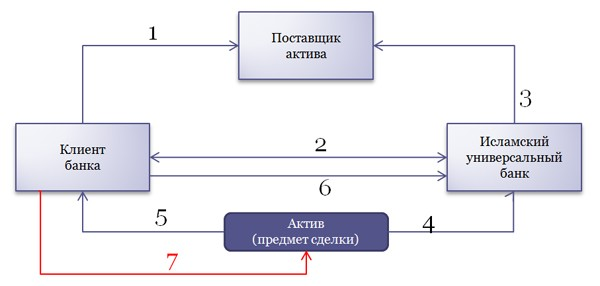 1
Поставщик
актива
3
Клиент
банка
2
6
Исламский
универсальный
банк
5
Актив
(предмет сделки)
4
7